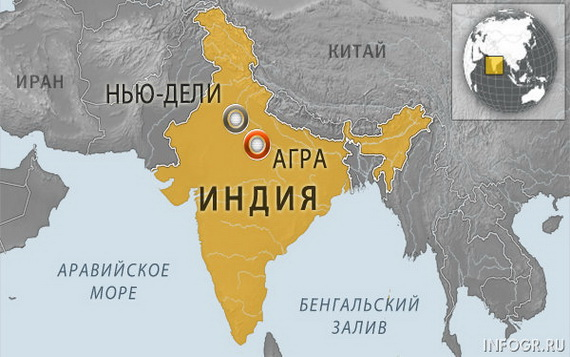 КИТАЙ
ИРАН
НЬЮ-ДЕЛИ
АГРА
ИНДИЯ
АРАВИЙСКОЕ
МОРЕ
БЕНГАЛЬСКИЙ
ЗАЛИВ
INFOGR.RU